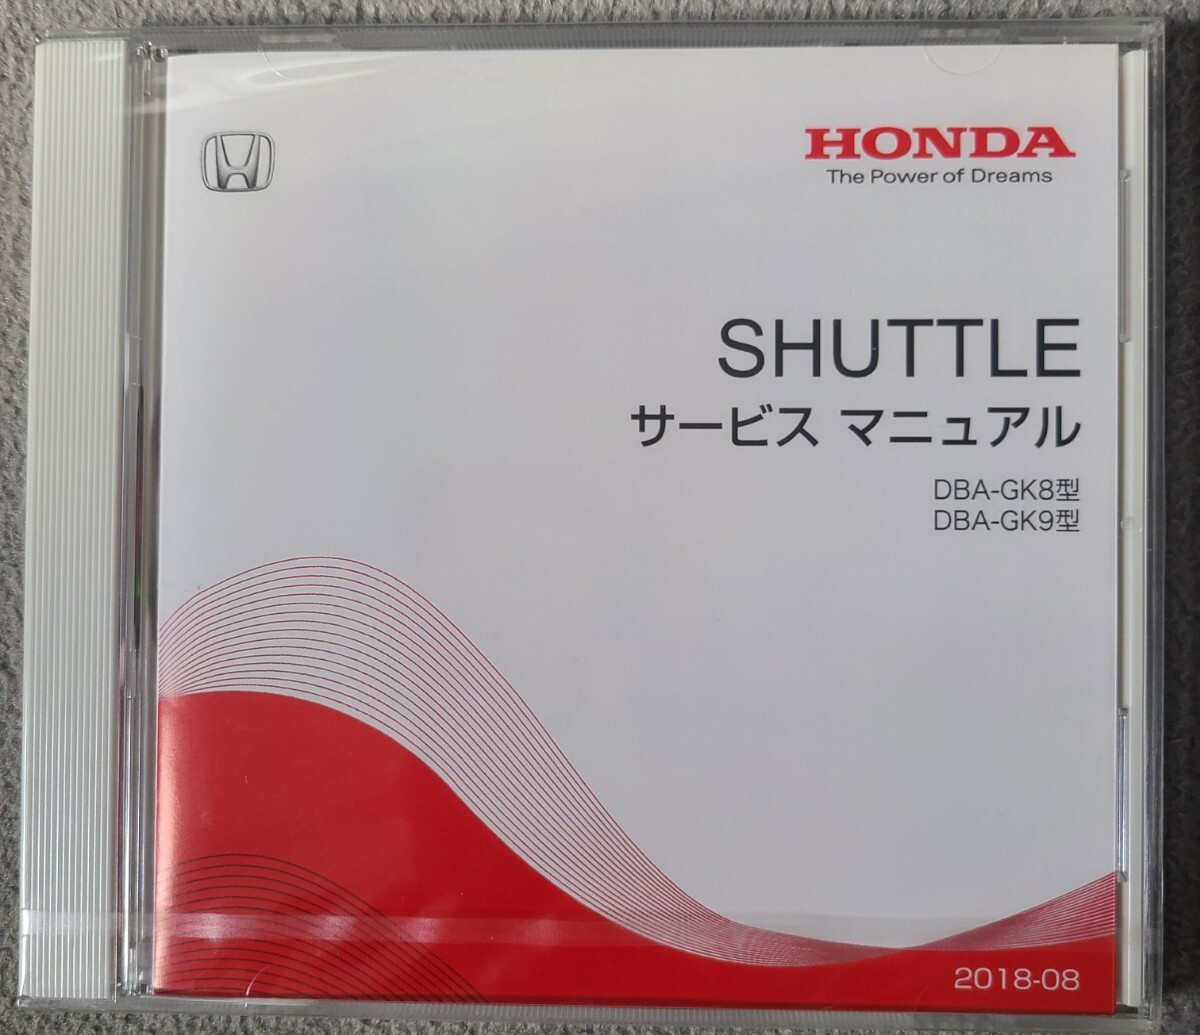 HONDA
The Power of Dreams
SHUTTLE
サービス マニュアル
DBA-GK8型
DBA-GK9型
2018-08